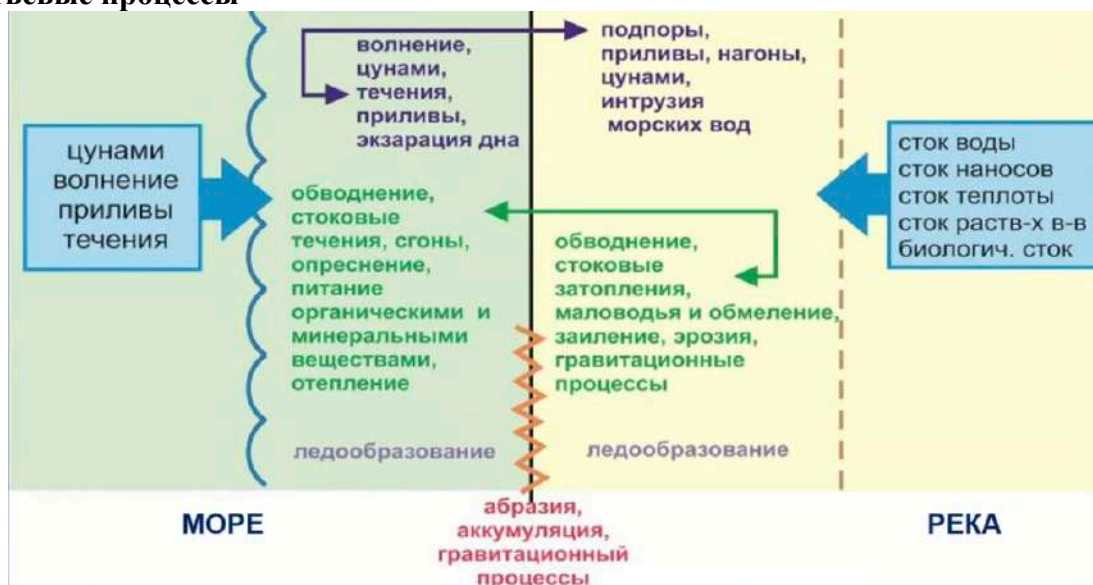 процессы
волнение,
цунами,
течения,
приливы,
экзарация дна
подпоры,
приливы, нагоны,
цунами,
интрузия
морских вод
цунами
волнение
приливы
течения
сток воды
сток наносов
сток теплоты
сток раств-х в-в
биологич. сток
обводнение,
стоковые
течения, сгоны,
опреснение,
питание
органическими и
минеральными
веществами,
отепление
обводнение,
стоковые
затопления,
маловодья и обмеление,
заиление, эрозия,
гравитационные
процессы
ледообразование
ледообразование
МОРЕ
абразия,
аккумуляция,
гравитационный
процессы
РЕКА